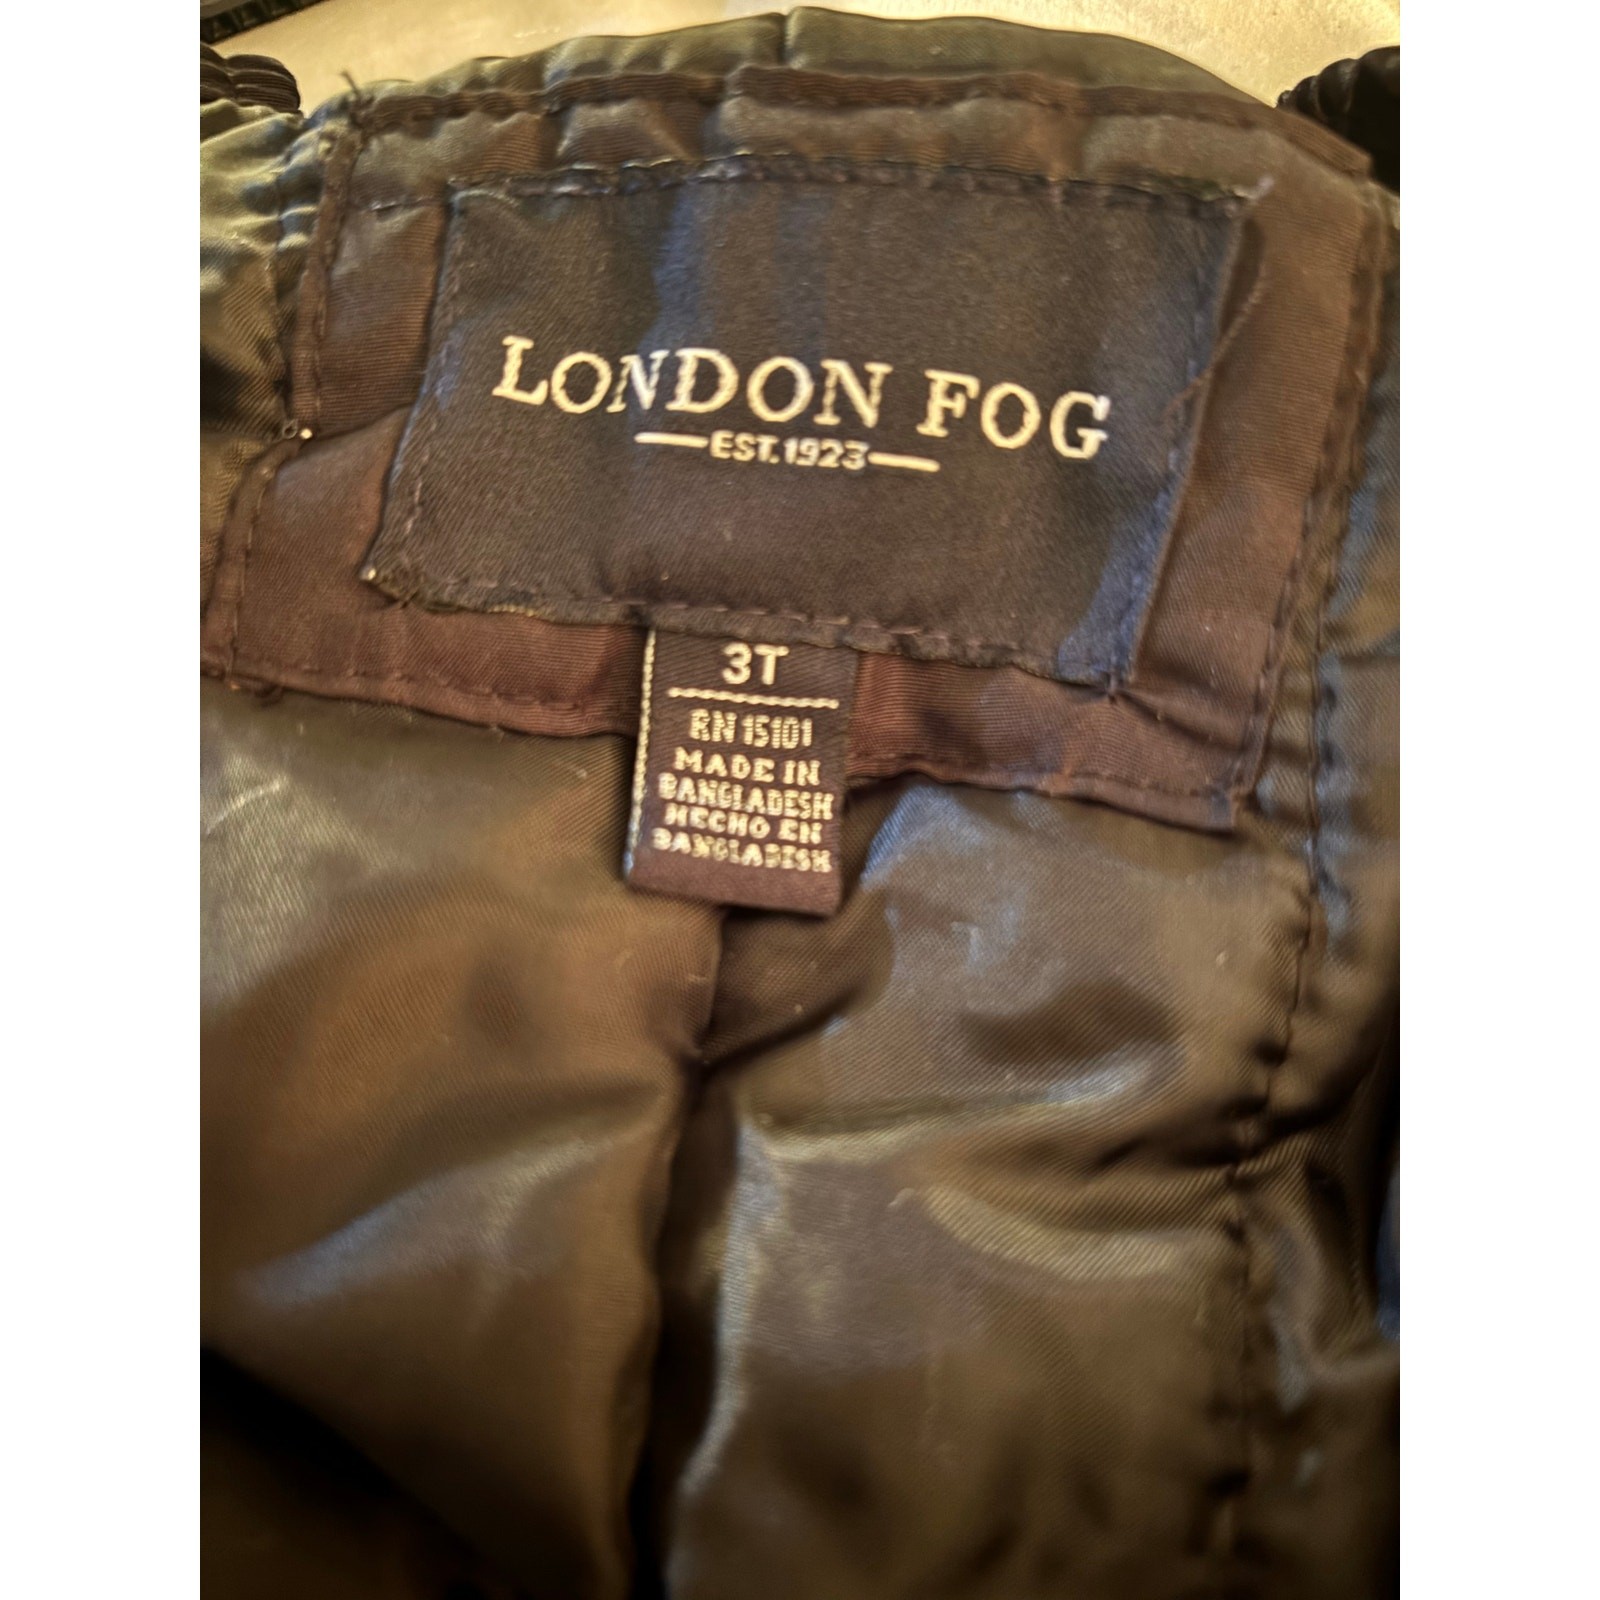 LONDON FOG
EST. 1923
3T
RN 15101
MADE IN
BANGLADESH
HECHO EN
BANGLADESH